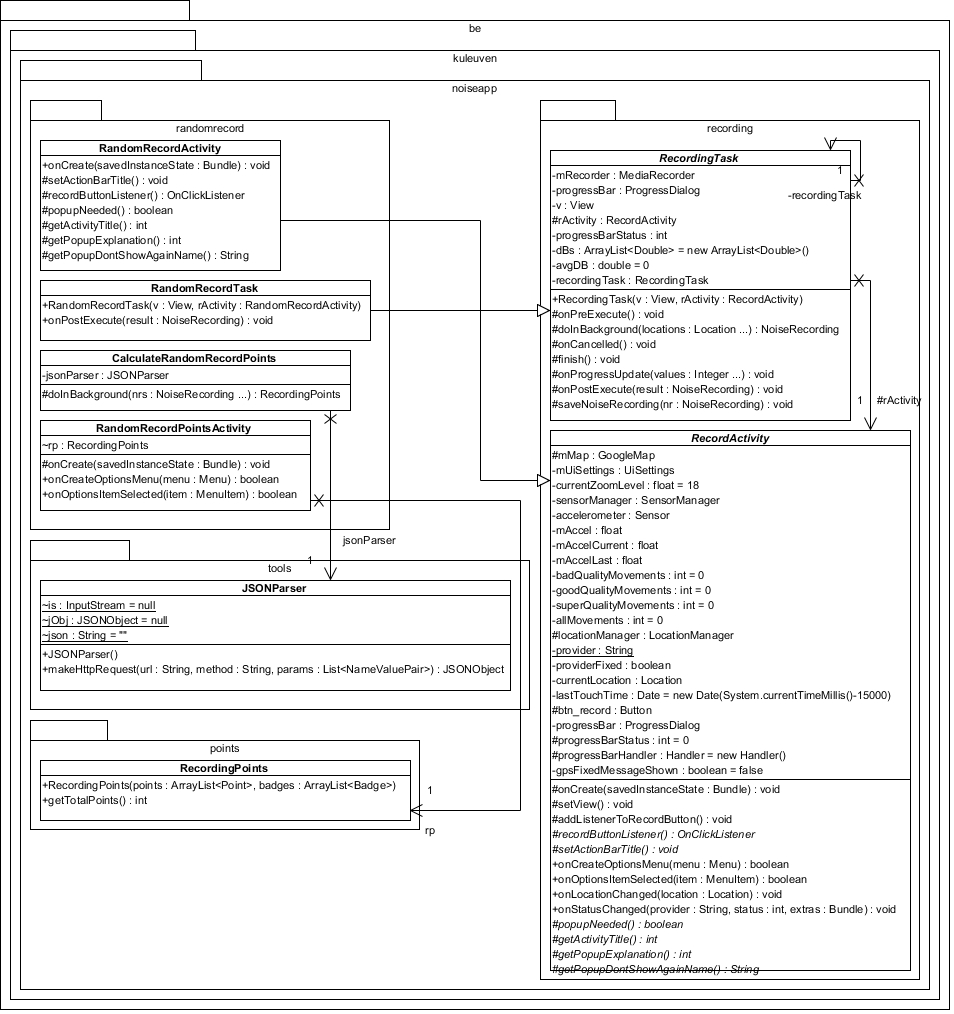 be
kuleuven
noiseapp
randomrecord
RandomRecordActivity
+onCreate(savedInstanceState : Bundle) : void
#setActionBarTitle() : void
#recordButtonListener() : OnClickListener
#popupNeeded() : boolean
#getActivityTitle() : int
#getPopupExplanation() : int
#getPopupDontShowAgainName() : String
RandomRecordTask
+RandomRecordTask(v : View, rActivity : RandomRecordActivity)
+onPostExecute(result : NoiseRecording) : void
CalculateRandomRecordPoints
-jsonParser : JSONParser
#doInBackground(nrs : NoiseRecording ...) : RecordingPoints
RandomRecordPointsActivity
~rp : RecordingPoints
#onCreate(savedInstanceState : Bundle) : void
+onCreateOptionsMenu(menu : Menu) : boolean
+onOptionsItemSelected(item : MenuItem) : boolean
jsonParser
1
tools
JSONParser
~is : InputStream = null
~jObj : JSONObject = null
~json : String = ""
+JSONParser()
+makeHttpRequest(url : String, method : String, params : List<NameValuePair>) : JSONObject
points
RecordingPoints
+RecordingPoints(points : ArrayList<Point>, badges : ArrayList<Badge>)
+getTotalPoints() : int
1
rp
recording
RecordingTask
-mRecorder : MediaRecorder
-progressBar : ProgressDialog
-v : View
#rActivity : RecordActivity
-progressBarStatus : int
-dBs : ArrayList<Double> = new ArrayList<Double>()
-avgDB : double = 0
-recordingTask : RecordingTask
+RecordingTask(v : View, rActivity : RecordActivity)
#onPreExecute() : void
#doInBackground(locations : Location ...) : NoiseRecording
#onCancelled() : void
#finish() : void
#onProgressUpdate(values : Integer ...) : void
#onPostExecute(result : NoiseRecording) : void
#saveNoiseRecording(nr : NoiseRecording) : void
1
-recordingTask
1
#rActivity
RecordActivity
#mMap : GoogleMap
-mUiSettings : UiSettings
-currentZoomLevel : float = 18
-sensorManager : SensorManager
-accelerometer : Sensor
-mAccel : float
-mAccelCurrent : float
-mAccelLast : float
-badQualityMovements : int = 0
-goodQualityMovements : int = 0
-superQualityMovements : int = 0
-allMovements : int = 0
#locationManager : LocationManager
-provider : String
-providerFixed : boolean
-currentLocation : Location
-lastTouchTime : Date = new Date(System.currentTimeMillis()-15000)
#btn_record : Button
-progressBar : ProgressDialog
#progressBarStatus : int = 0
#progressBarHandler : Handler = new Handler()
-gpsFixedMessageShown : boolean = false
#onCreate(savedInstanceState : Bundle) : void
#setView() : void
#addListenerToRecordButton() : void
#recordButtonListener() : OnClickListener
#setActionBarTitle() : void
+onCreateOptionsMenu(menu : Menu) : boolean
+onOptionsItemSelected(item : MenuItem) : boolean
+onLocationChanged(location : Location) : void
+onStatusChanged(provider : String, status : int, extras : Bundle) : void
#popupNeeded() : boolean
#getActivityTitle() : int
#getPopupExplanation() : int
#getPopupDontShowAgainName() : String